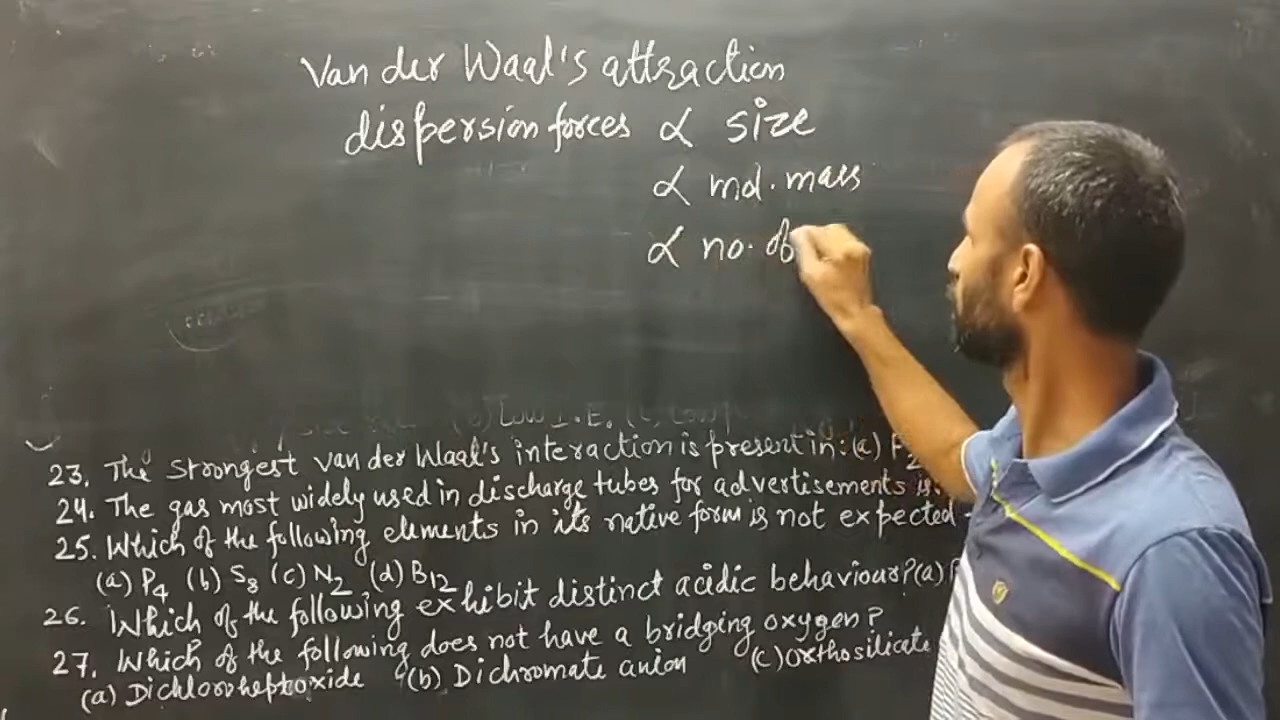 Van der Waal's attraction
dispersion forces ∝ size
∝ mol. mass
∝ no. of
Low I.E. (c) Low
23. The strongest van der Waal's interaction is present in: (a) F2
24. The gas most widely used in discharge tubes for advertisements is:
25. Which of the following elements in its native form is not expected
(a) P4 (b) S8 (c) N2 (d) B12
26. Which of the following exhibit distinct acidic behaviour? (a)
27. Which of the following does not have a bridging oxygen?
(a) Dichloroheptoxide (b) Dichromate anion (c) Orthosilicate